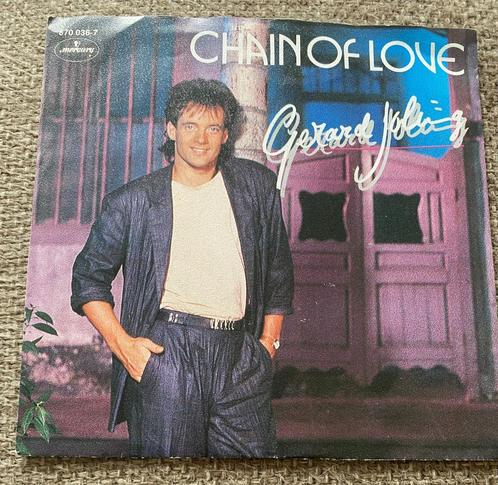 870 036-7
mercury
CHAIN OF LOVE
Gerard Joling